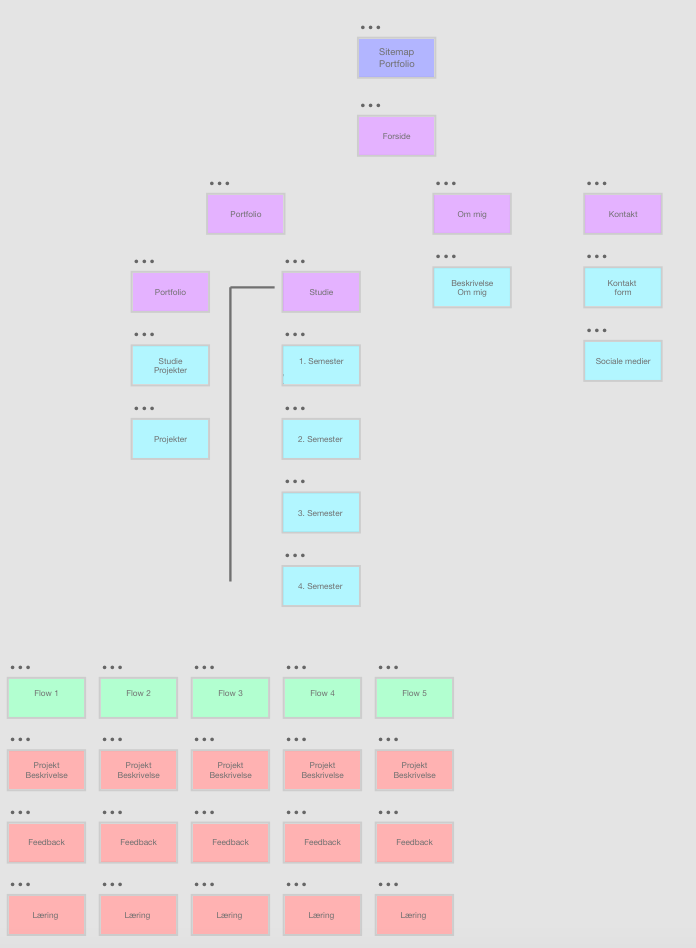 Sitemap
Portfolio
Forside
Portfolio
Om mig
Kontakt
Portfolio
Studie
Beskrivelse
Om mig
Kontakt
form
Studie
Projekter
1. Semester
Sociale medier
Projekter
2. Semester
3. Semester
4. Semester
Flow 1
Flow 2
Flow 3
Flow 4
Flow 5
Projekt
Beskrivelse
Projekt
Beskrivelse
Projekt
Beskrivelse
Projekt
Beskrivelse
Projekt
Beskrivelse
Feedback
Feedback
Feedback
Feedback
Feedback
Læring
Læring
Læring
Læring
Læring